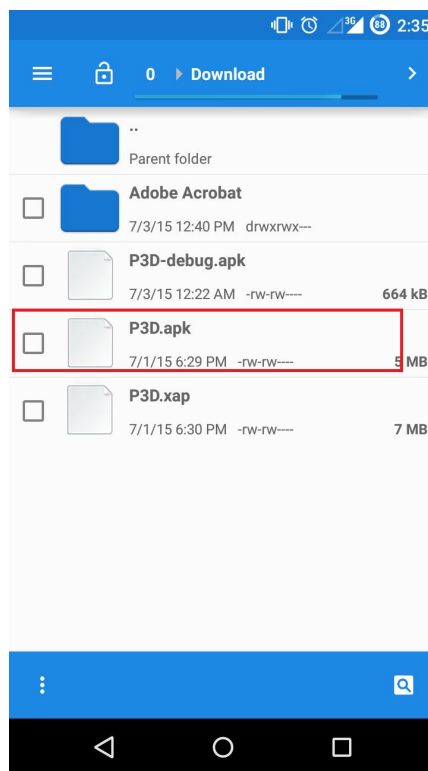 3G 88 2:35
0 Download
..
Parent folder
Adobe Acrobat
7/3/15 12:40 PM drwxrwx---
P3D-debug.apk
7/3/15 12:22 AM -rw-rw---- 664 kB
P3D.apk
7/1/15 6:29 PM -rw-rw---- 5 MB
P3D.xap
7/1/15 6:30 PM -rw-rw---- 7 MB